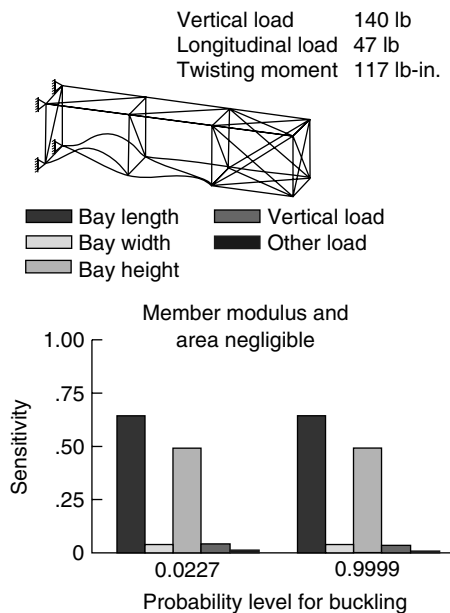 Vertical load 140 lb
Longitudinal load 47 lb
Twisting moment 117 lb-in.
Bay length
Vertical load
Bay width
Other load
Bay height
Member modulus and
area negligible
1.00
.75
.50
.25
0
Sensitivity
0.0227
0.9999
Probability level for buckling